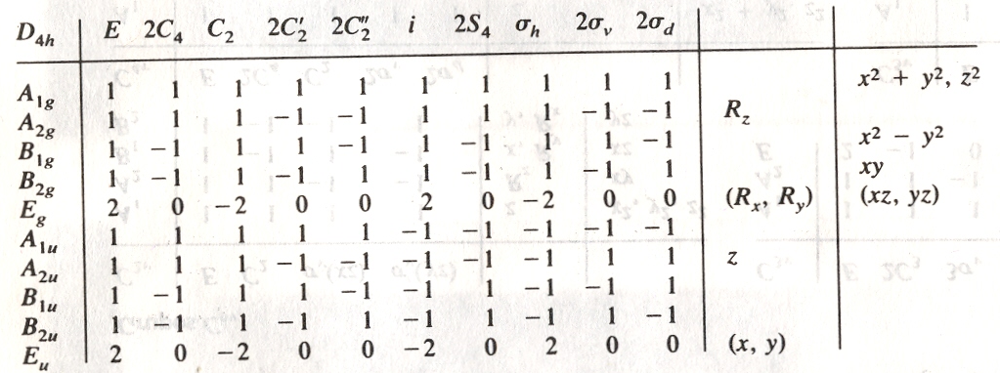 D4h E 2C4 C2 2C2′ 2C2″ i 2S4 σh 2σv 2σd
A1g 1 1 1 1 1 1 1 1 1 1 x² + y², z²
A2g 1 1 1 −1 −1 1 1 1 −1 −1 Rz
B1g 1 −1 1 1 −1 1 −1 1 1 −1 x² − y²
B2g 1 −1 1 −1 1 1 −1 1 −1 1 xy
Eg 2 0 −2 0 0 2 0 −2 0 0 (Rx, Ry) (xz, yz)
A1u 1 1 1 1 1 −1 −1 −1 −1 −1
A2u 1 1 1 −1 −1 −1 −1 −1 1 1 z
B1u 1 −1 1 1 −1 −1 1 −1 −1 1
B2u 1 −1 1 −1 1 −1 1 −1 1 −1
Eu 2 0 −2 0 0 −2 0 2 0 0 (x, y)